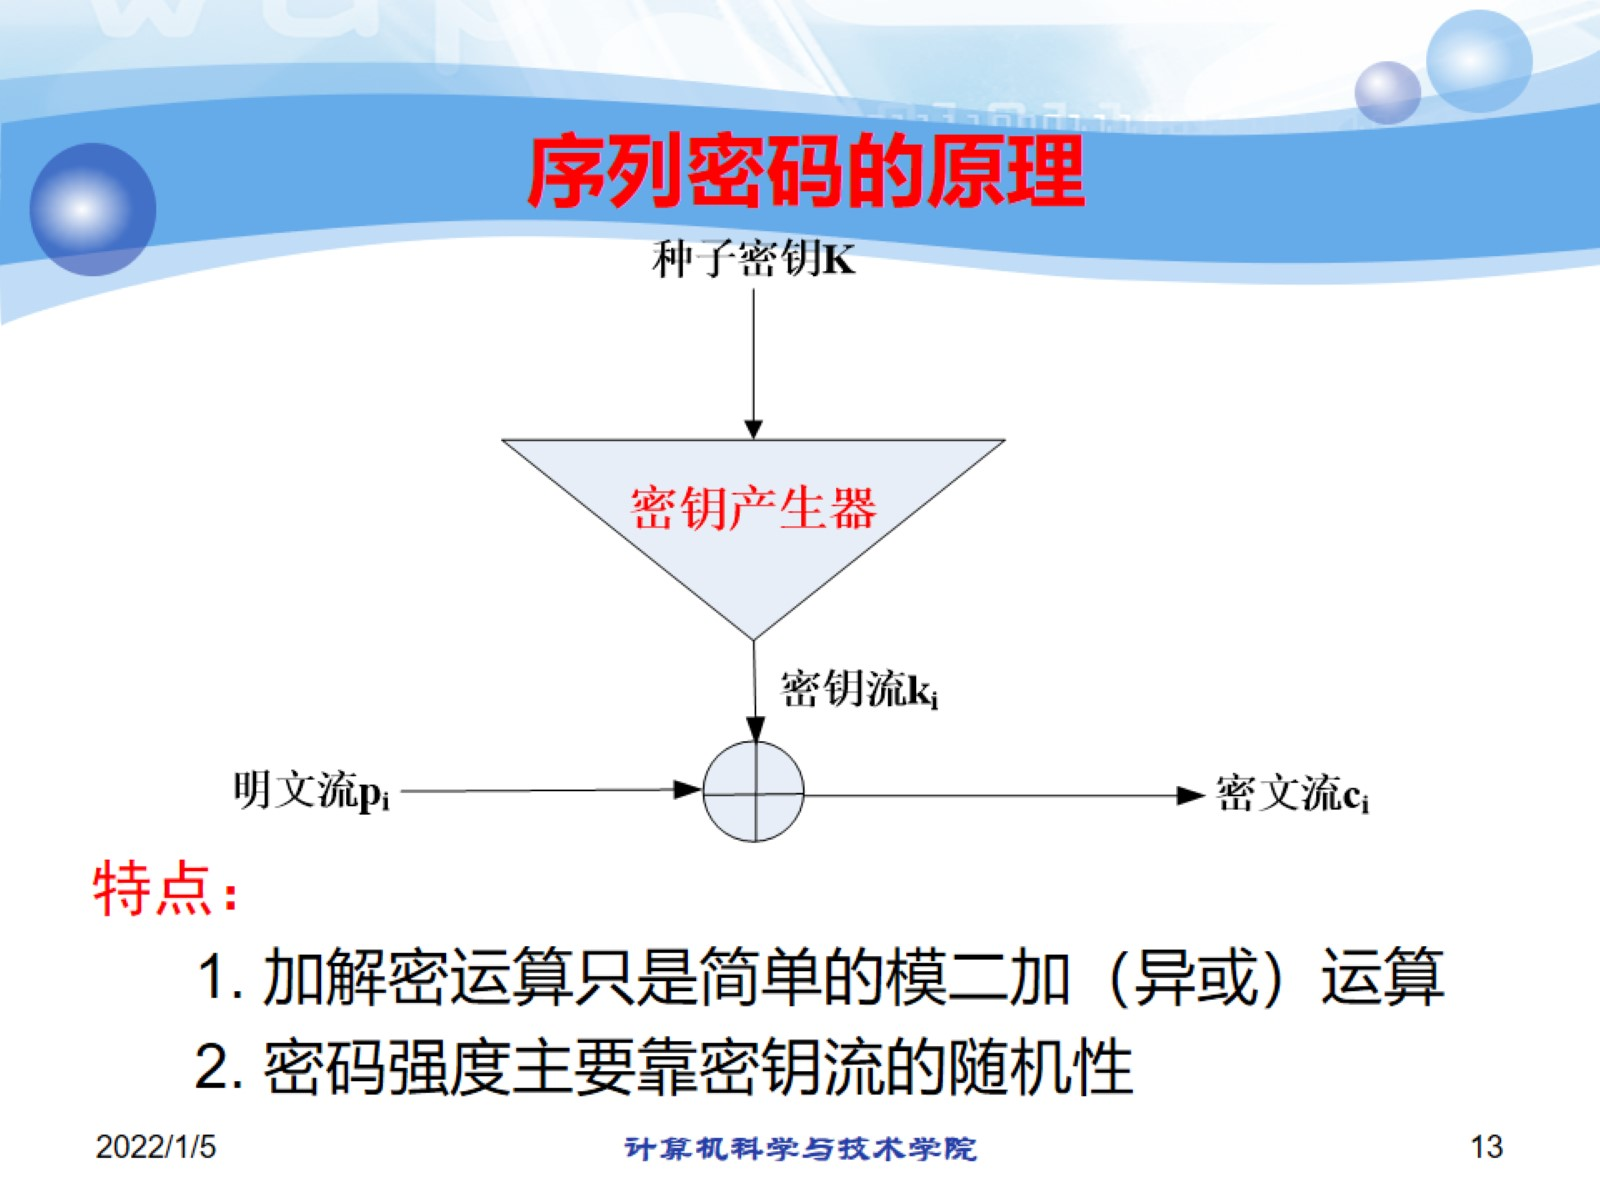 序列密码的原理
种子密钥K
密钥产生器
密钥流ki
明文流pi
密文流ci
特点：
1. 加解密运算只是简单的模二加（异或）运算
2. 密码强度主要靠密钥流的随机性
2022/1/5
计算机科学与技术学院
13